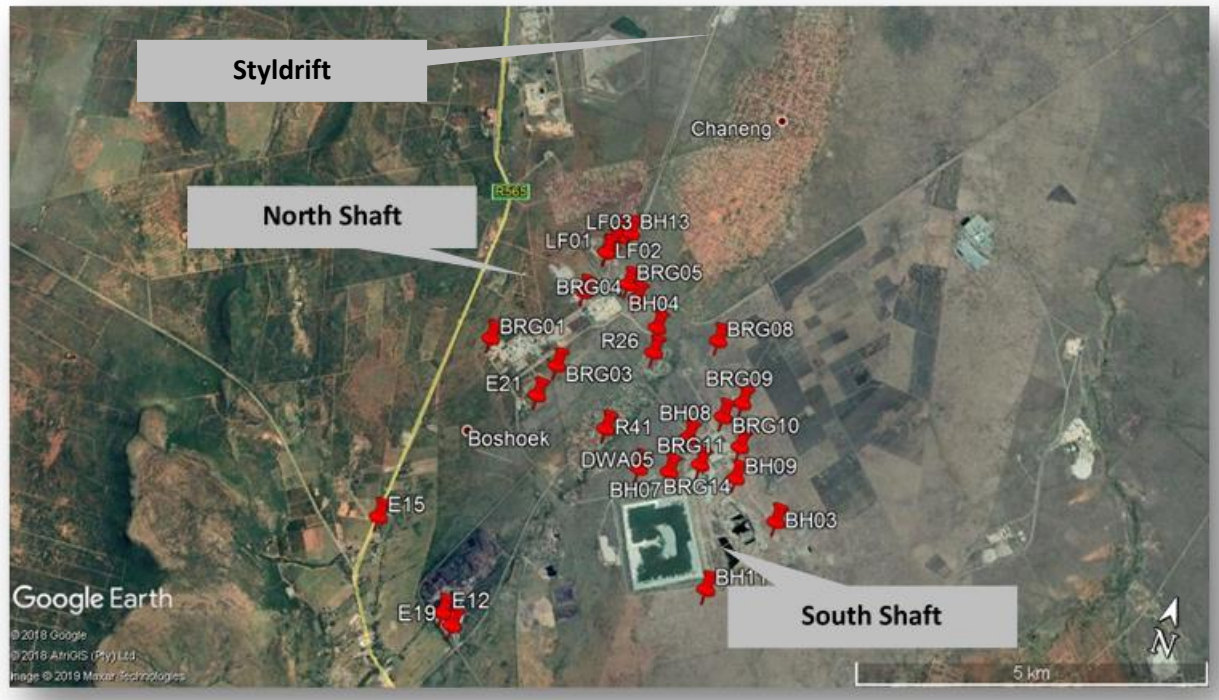 Styldrift
Chaneng
R565
North Shaft
LF03
BH13
LF01
LF02
BRG05
BRG04
BH04
BRG01
R26
BRG08
BRG03
E21
BRG09
BH08
R41
BRG10
Boshoek
BRG11
DWA05
BH09
BH07
BRG14
E15
BH03
BH11
Google Earth
E19
E12
South Shaft
© 2018 Google
© 2018 AfriGIS (Pty) Ltd.
Image © 2019 Maxar Technologies
N
5 km